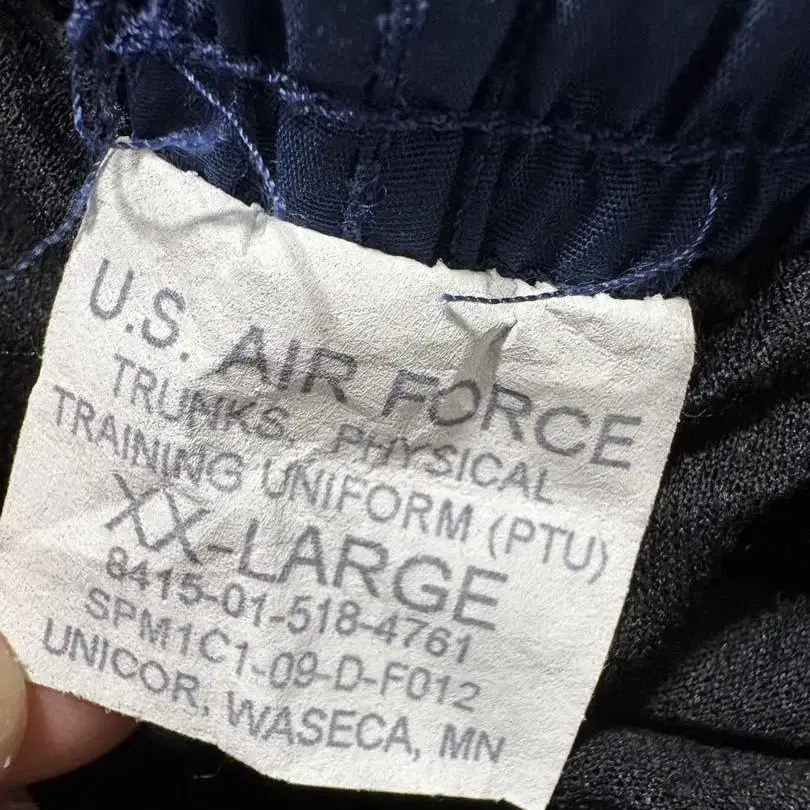 U.S. AIR FORCE
TRUNKS, PHYSICAL
TRAINING UNIFORM (PTU)
XX-LARGE
8415-01-518-4761
SPM1C1-09-D-F012
UNICOR, WASECA, MN